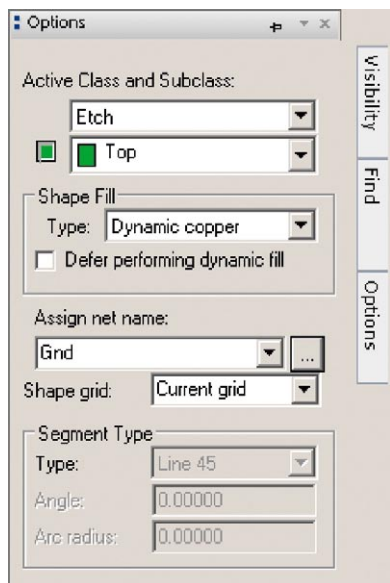 Options
Active Class and Subclass:
Etch
Top
Shape Fill
Type: Dynamic copper
Defer performing dynamic fill
Assign net name:
Gnd
...
Shape grid: Current grid
Segment Type
Type: Line 45
Angle: 0.00000
Arc radius: 0.00000
Visibility
Find
Options